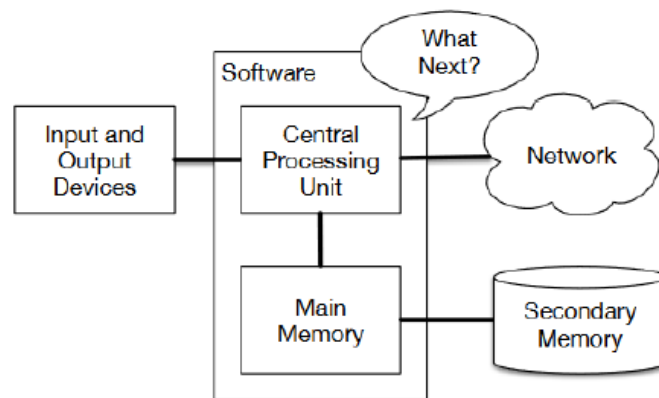 What
Next?
Software
Input and
Output
Devices
Central
Processing
Unit
Network
Main
Memory
Secondary
Memory